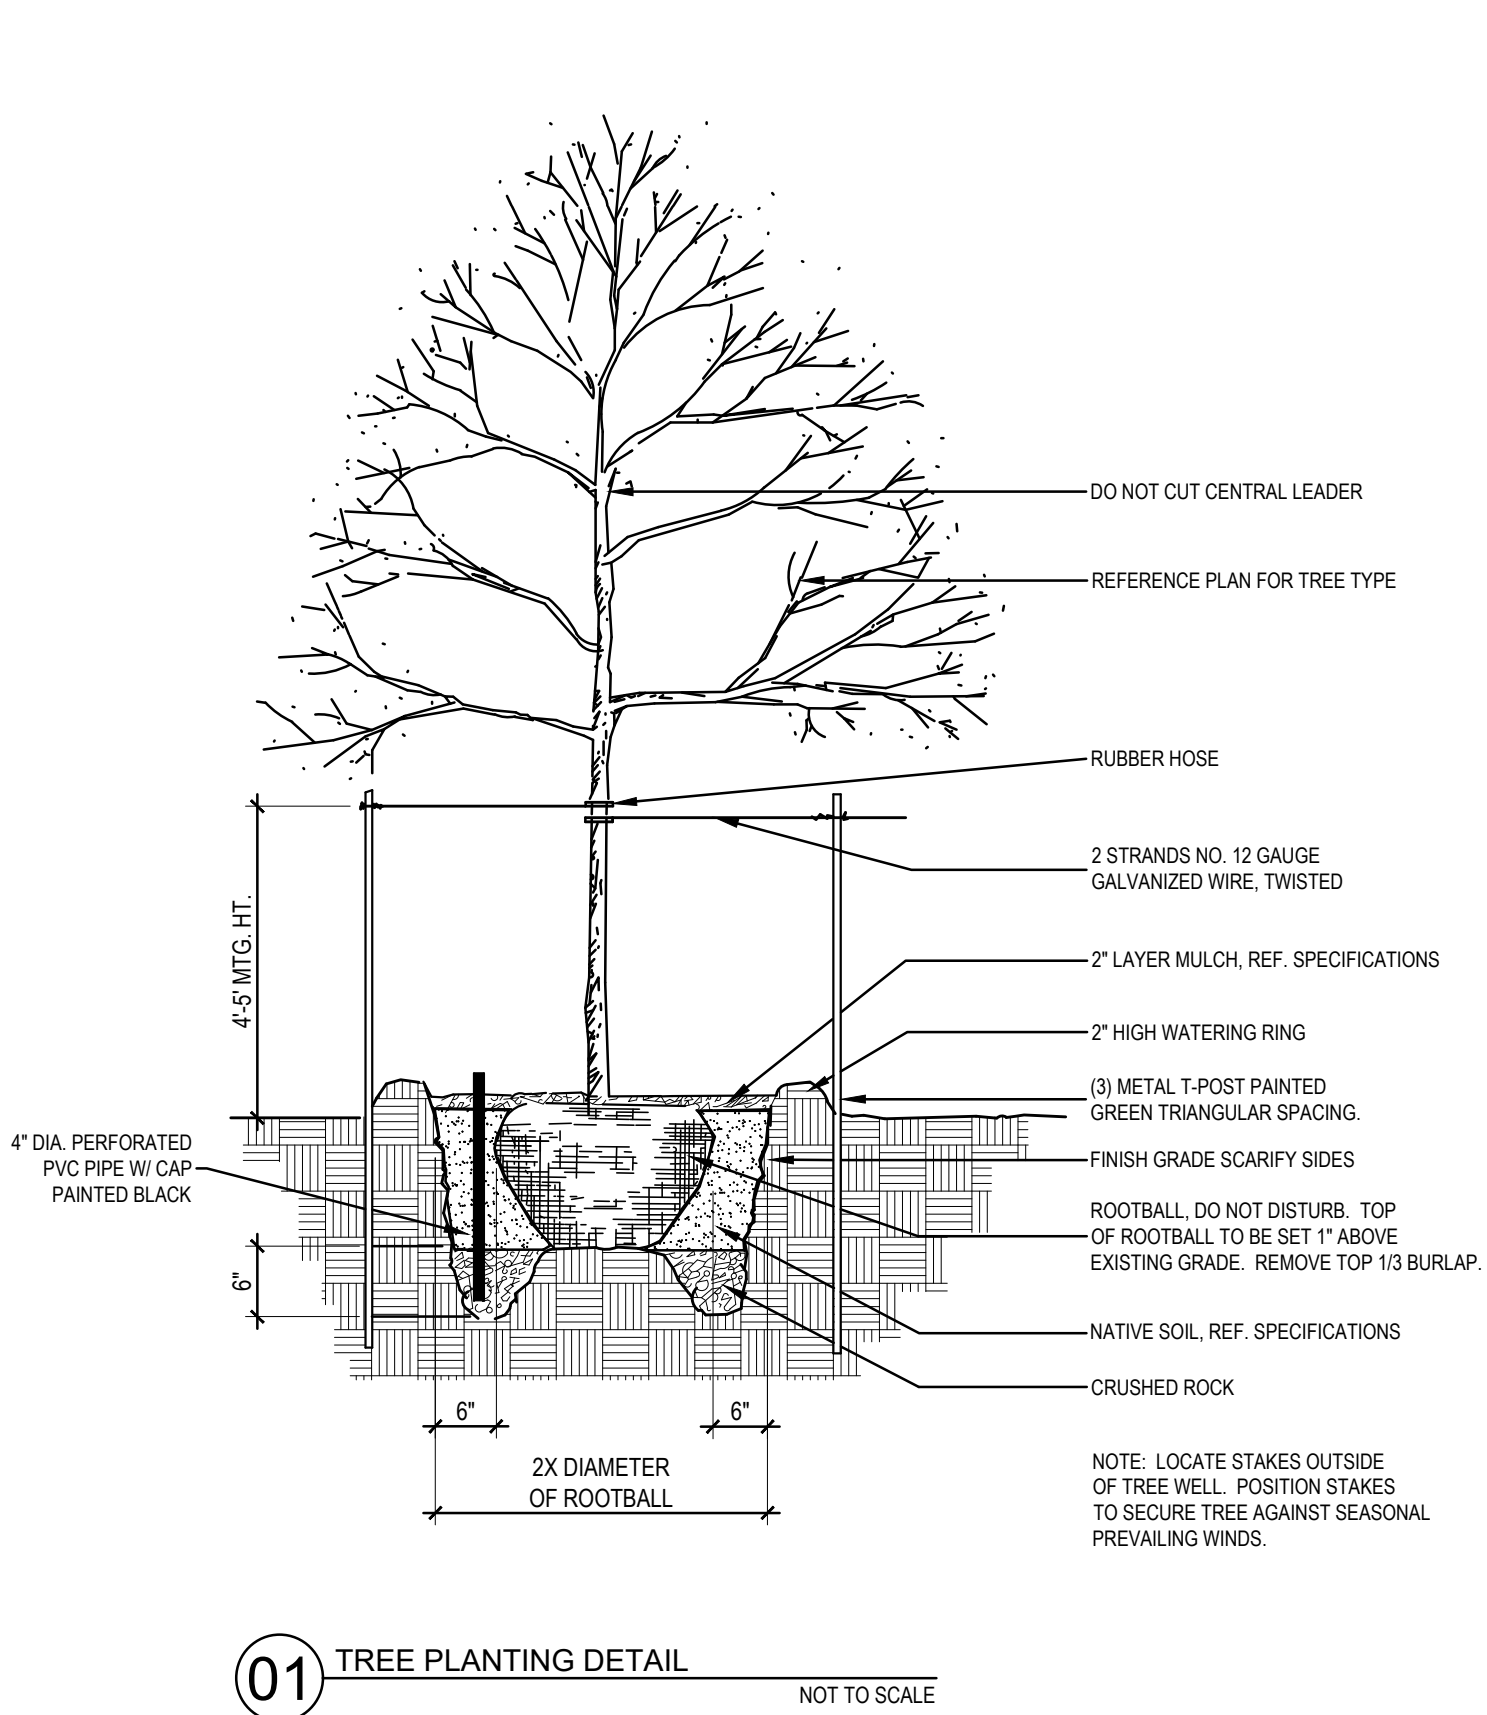 DO NOT CUT CENTRAL LEADER
REFERENCE PLAN FOR TREE TYPE
RUBBER HOSE
2 STRANDS NO. 12 GAUGE
GALVANIZED WIRE, TWISTED
4'-5' MTG. HT.
2" LAYER MULCH, REF. SPECIFICATIONS
2" HIGH WATERING RING
(3) METAL T-POST PAINTED
GREEN TRIANGULAR SPACING.
4" DIA. PERFORATED
PVC PIPE W/ CAP
PAINTED BLACK
FINISH GRADE SCARIFY SIDES
ROOTBALL, DO NOT DISTURB. TOP
OF ROOTBALL TO BE SET 1" ABOVE
EXISTING GRADE. REMOVE TOP 1/3 BURLAP.
6"
NATIVE SOIL, REF. SPECIFICATIONS
CRUSHED ROCK
6"
6"
2X DIAMETER
OF ROOTBALL
NOTE: LOCATE STAKES OUTSIDE
OF TREE WELL. POSITION STAKES
TO SECURE TREE AGAINST SEASONAL
PREVAILING WINDS.
01
TREE PLANTING DETAIL
NOT TO SCALE